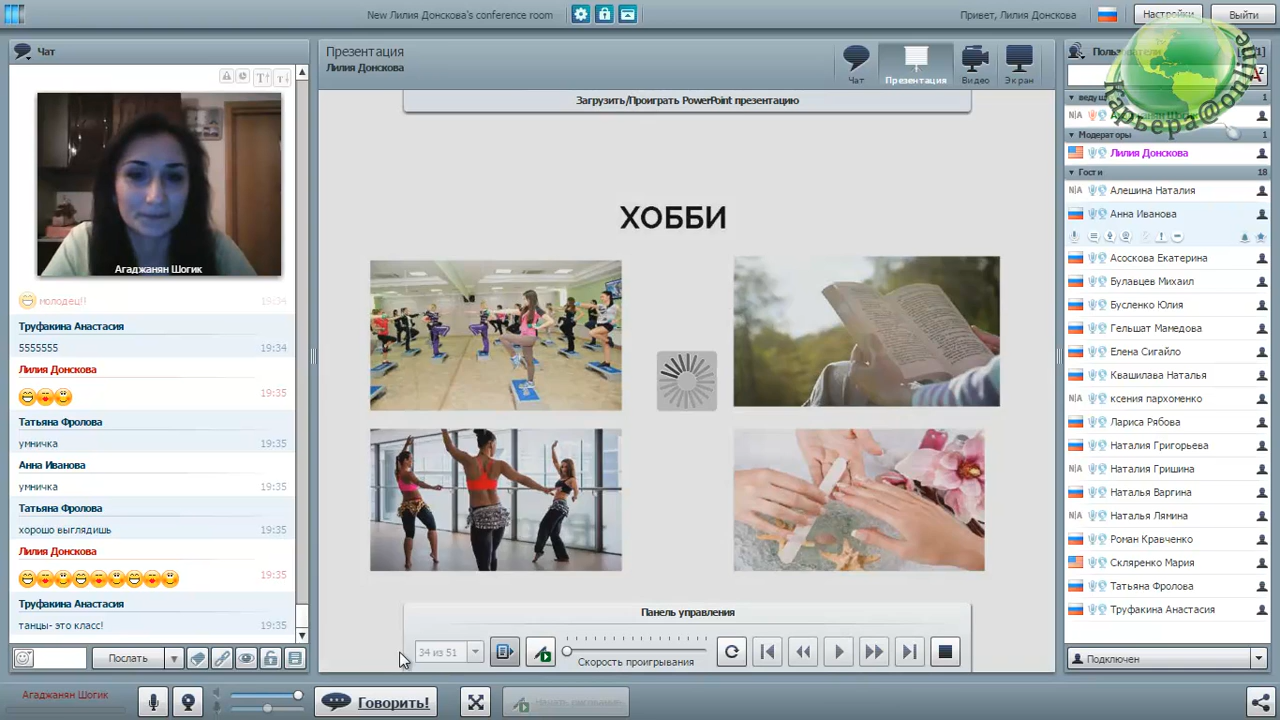 New Лилия Донскова's conference room
Привет, Лилия Донскова
Настройки
Выйти
Чат
Агаджанян Шогик
молодец!!
19:34
Труфакина Анастасия
5555555
19:34
Лилия Донскова
19:35
Татьяна Фролова
умничка
19:35
Анна Иванова
умничка
19:35
Татьяна Фролова
хорошо выглядишь
19:35
Лилия Донскова
19:35
Труфакина Анастасия
танцы- это класс!
19:35
Послать
Презентация
Лилия Донскова
Чат
Презентация
Видео
Экран
Загрузить/Проиграть PowerPoint презентацию
ХОББИ
Панель управления
34 из 51
Скорость проигрывания
карьера@online
1
N/A
Модераторы 1
Лилия Донскова
Гости 18
N/A Алешина Наталия
Анна Иванова
Асоскова Екатерина
Булавцев Михаил
Бусленко Юлия
Гельшат Мамедова
Елена Сигайло
Квашилава Наталья
N/A ксения пархоменко
Лариса Рябова
Наталия Григорьева
N/A Наталия Гришина
Наталья Варгина
N/A Наталья Лямина
Роман Кравченко
Скляренко Мария
Татьяна Фролова
Труфакина Анастасия
Подключен
Агаджанян Шогик
Говорить!